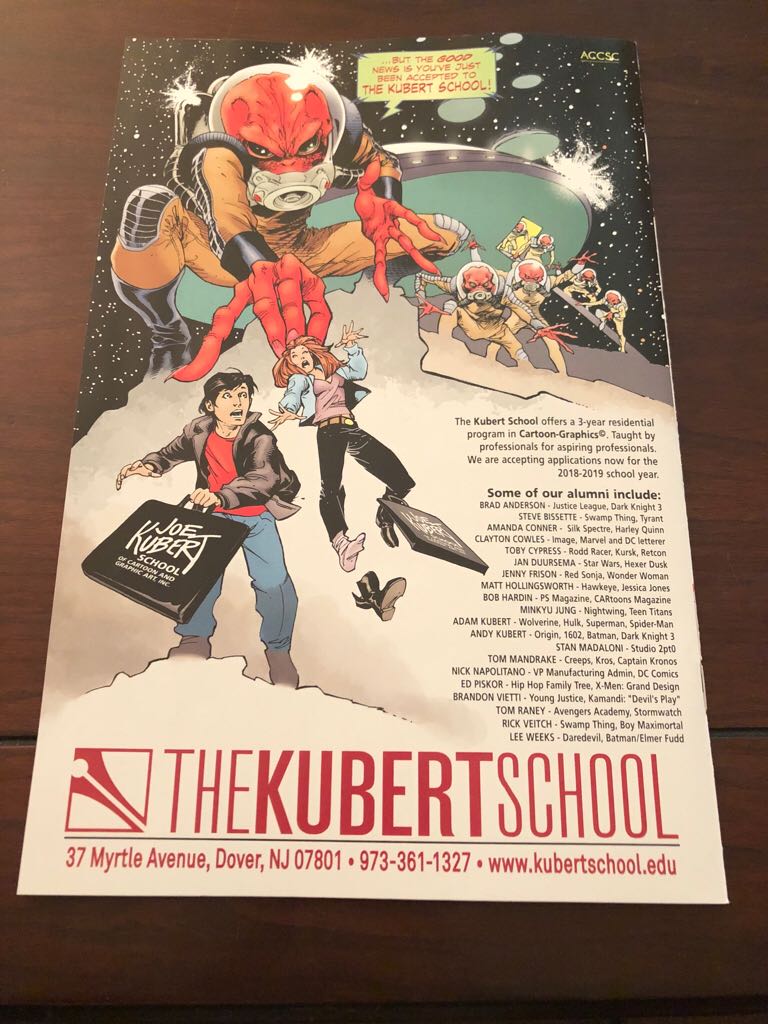 ...BUT THE GOOD
NEWS IS YOU'VE JUST
BEEN ACCEPTED TO
THE KUBERT SCHOOL!
ACCSC
The Kubert School offers a 3-year residential
program in Cartoon-Graphics©. Taught by
professionals for aspiring professionals.
We are accepting applications now for the
2018-2019 school year.
Some of our alumni include:
BRAD ANDERSON - Justice League, Dark Knight 3
STEVE BISSETTE - Swamp Thing, Tyrant
AMANDA CONNER - Silk Spectre, Harley Quinn
CLAYTON COWLES - Image, Marvel and DC letterer
TOBY CYPRESS - Rodd Racer, Kursk, Retcon
JAN DUURSEMA - Star Wars, Hexer Dusk
JENNY FRISON - Red Sonja, Wonder Woman
MATT HOLLINGSWORTH - Hawkeye, Jessica Jones
BOB HARDIN - PS Magazine, CARtoons Magazine
MINKYU JUNG - Nightwing, Teen Titans
ADAM KUBERT - Wolverine, Hulk, Superman, Spider-Man
ANDY KUBERT - Origin, 1602, Batman, Dark Knight 3
STAN MADALONI - Studio 2pt0
TOM MANDRAKE - Creeps, Kros, Captain Kronos
NICK NAPOLITANO - VP Manufacturing Admin, DC Comics
ED PISKOR - Hip Hop Family Tree, X-Men: Grand Design
BRANDON VIETTI - Young Justice, Kamandi: "Devil's Play"
TOM RANEY - Avengers Academy, Stormwatch
RICK VEITCH - Swamp Thing, Boy Maximortal
LEE WEEKS - Daredevil, Batman/Elmer Fudd
JOE
KUBERT
SCHOOL
OF CARTOON AND
GRAPHIC ART, INC.
JOE
KUBERT
SCHOOL
THE KUBERT SCHOOL
37 Myrtle Avenue, Dover, NJ 07801 • 973-361-1327 • www.kubertschool.edu